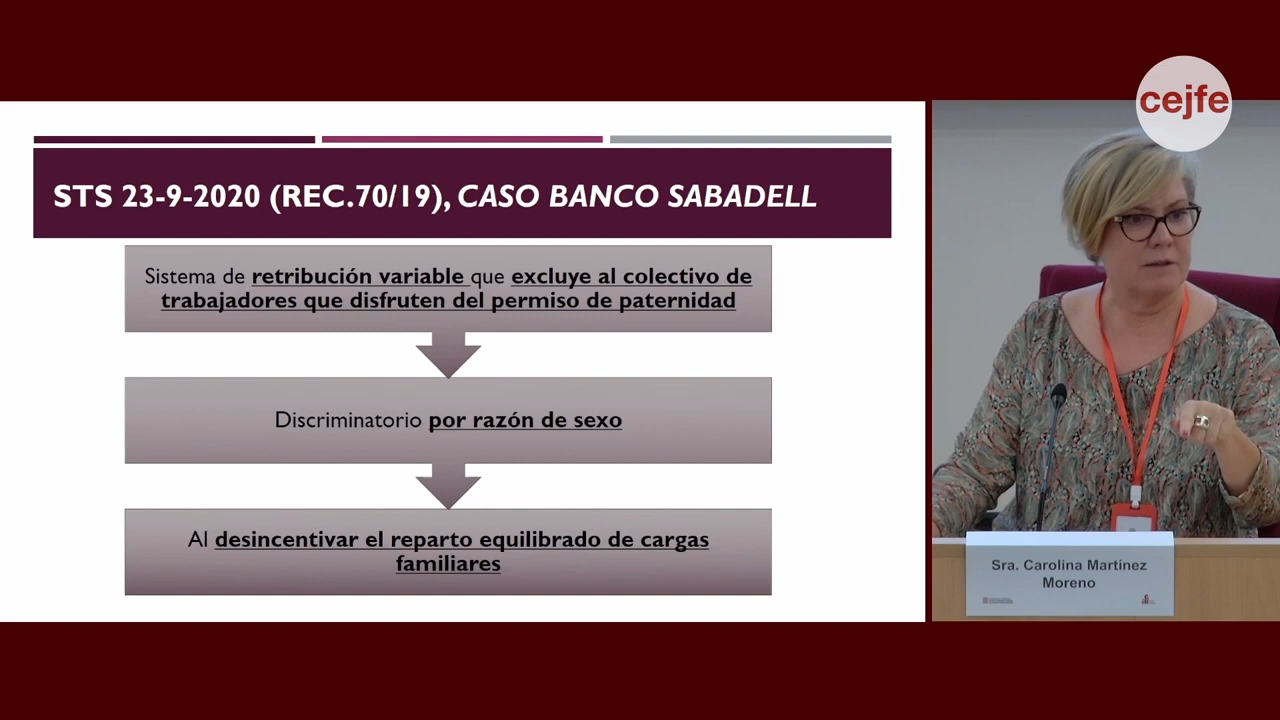 cejfe
STS 23-9-2020 (REC.70/19), CASO BANCO SABADELL
Sistema de retribución variable que excluye al colectivo de
trabajadores que disfruten del permiso de paternidad
Discriminatorio por razón de sexo
Al desincentivar el reparto equilibrado de cargas
familiares
Sra. Carolina Martínez
Moreno